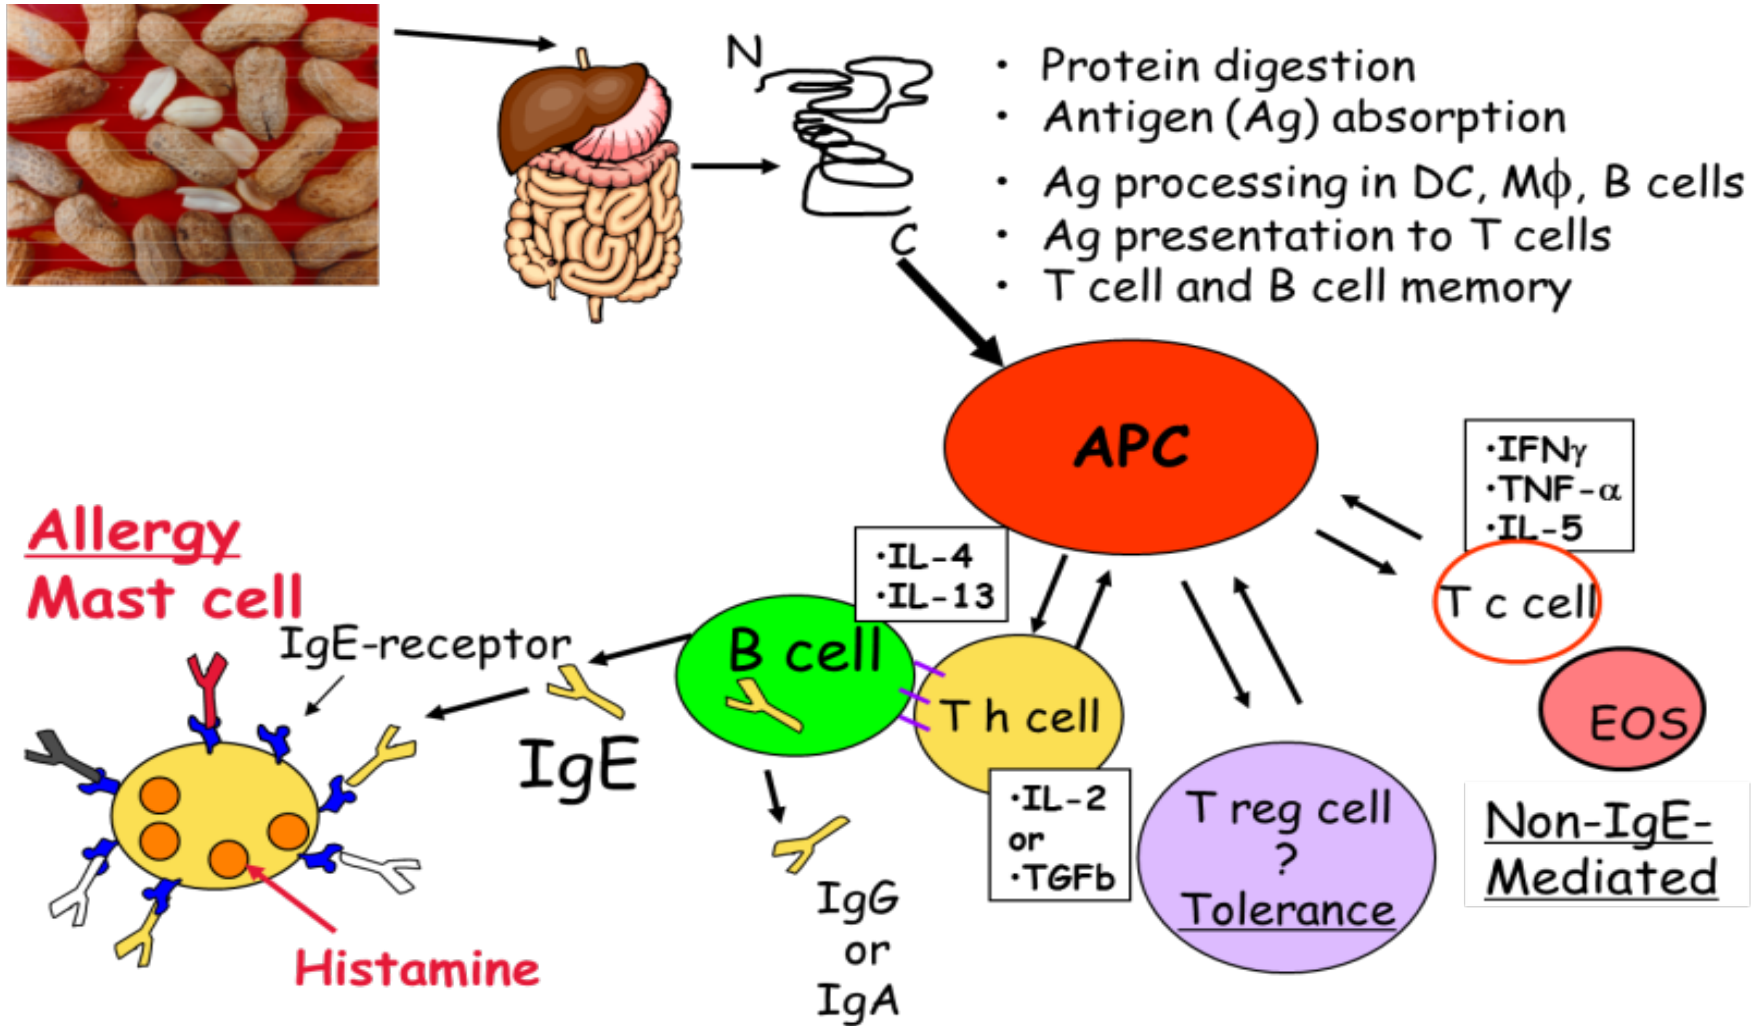 N
C
• Protein digestion
• Antigen (Ag) absorption
• Ag processing in DC, Mϕ, B cells
• Ag presentation to T cells
• T cell and B cell memory
APC
•IFNγ
•TNF-α
•IL-5
T c cell
EOS
Non-IgE-
Mediated
•IL-4
•IL-13
B cell
T h cell
•IL-2
or
•TGFb
T reg cell
?
Tolerance
Allergy
Mast cell
IgE-receptor
IgE
IgG
or
IgA
Histamine